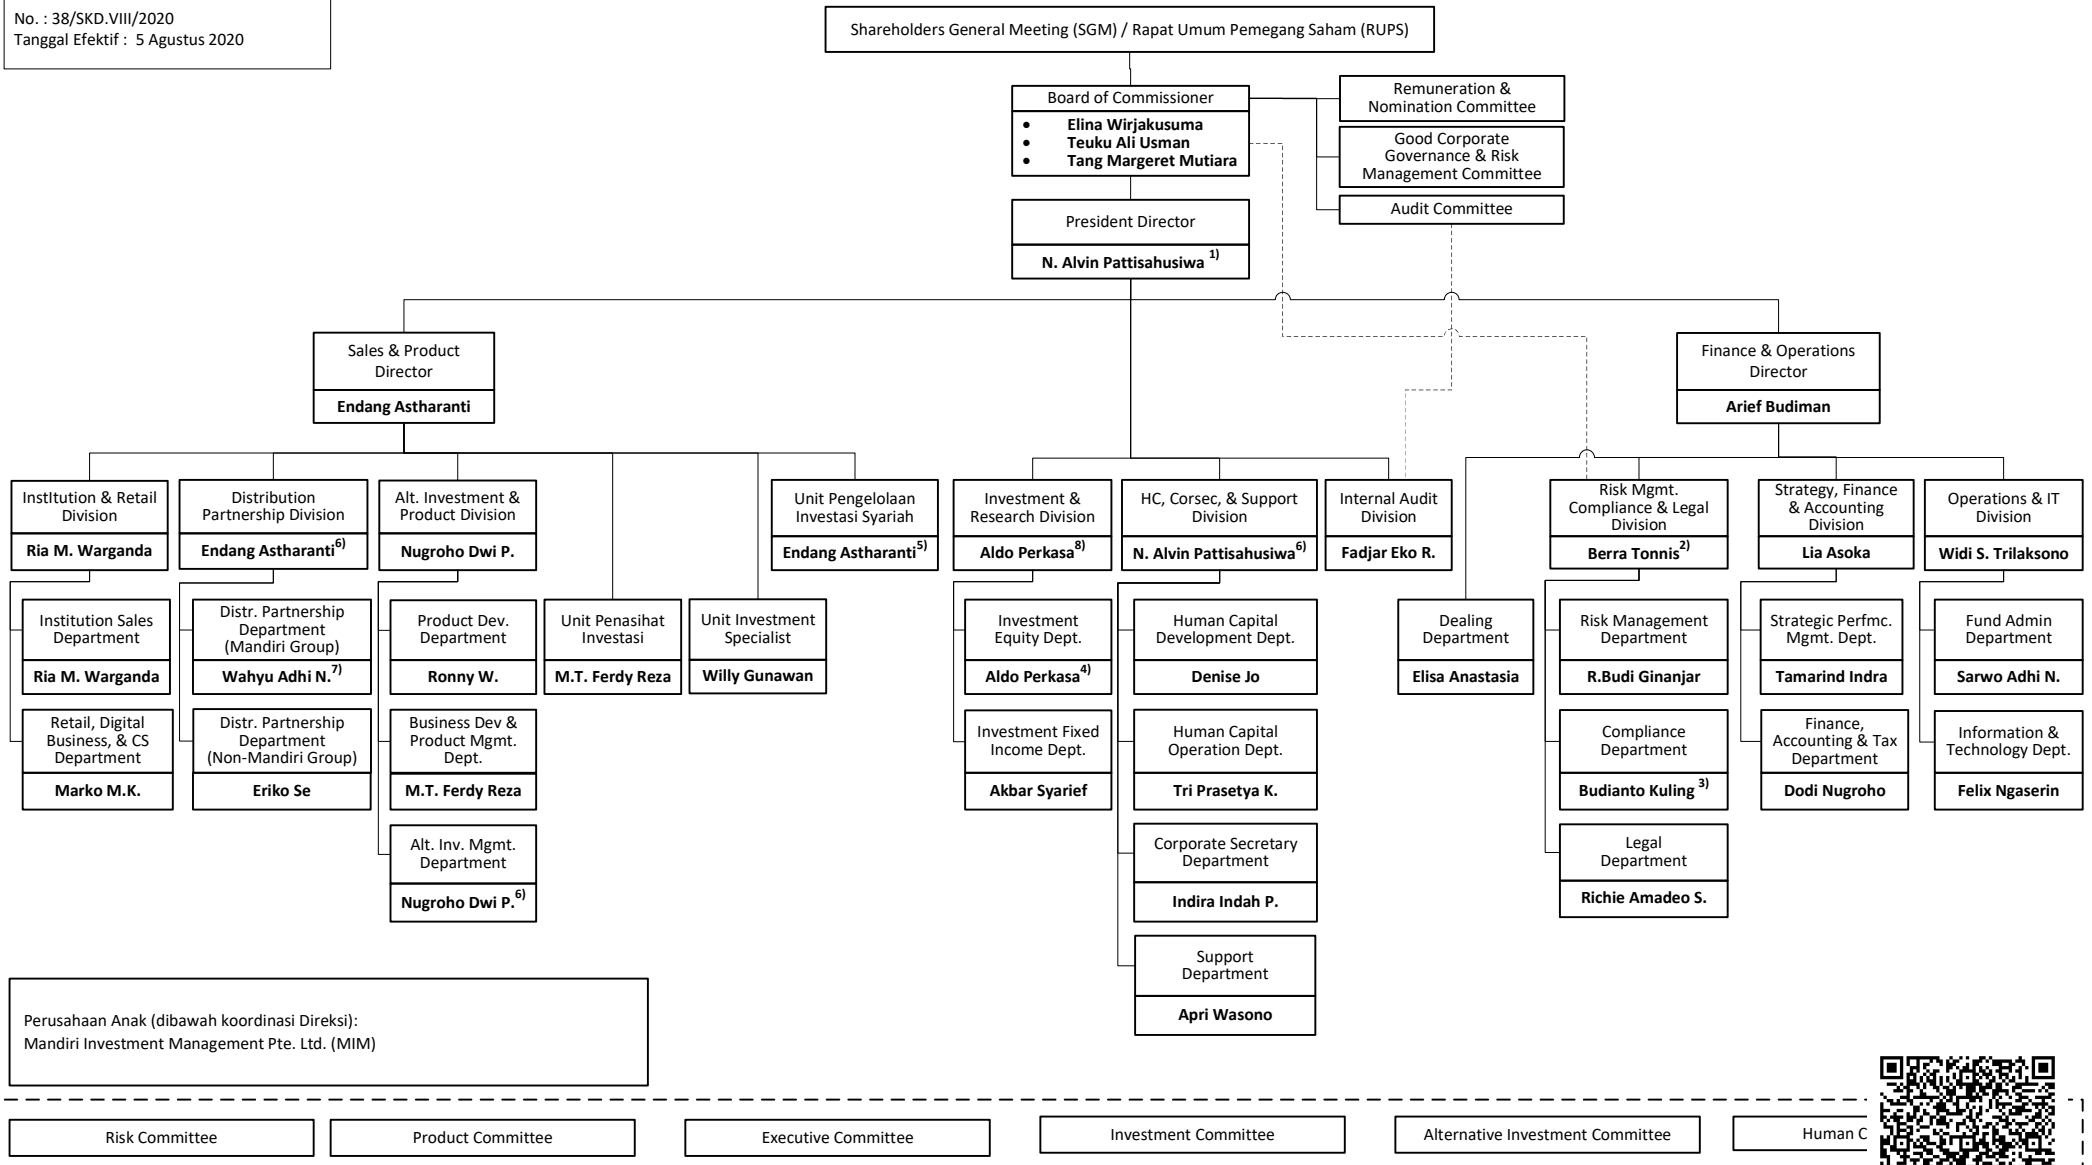 No. : 38/SKD.VIII/2020
Tanggal Efektif : 5 Agustus 2020
Shareholders General Meeting (SGM) / Rapat Umum Pemegang Saham (RUPS)
Board of Commissioner
• Elina Wirjakusuma
• Teuku Ali Usman
• Tang Margeret Mutiara
Remuneration &
Nomination Committee
Good Corporate
Governance & Risk
Management Committee
Audit Committee
President Director
N. Alvin Pattisahusiwa 1)
Sales & Product
Director
Endang Astharanti
Finance & Operations
Director
Arief Budiman
InstItution & Retail
Division
Ria M. Warganda
Distribution
Partnership Division
Endang Astharanti6)
Alt. Investment &
Product Division
Nugroho Dwi P.
Unit Pengelolaan
Investasi Syariah
Endang Astharanti5)
Investment &
Research Division
Aldo Perkasa8)
HC, Corsec, & Support
Division
N. Alvin Pattisahusiwa6)
Internal Audit
Division
Fadjar Eko R.
Risk Mgmt.
Compliance & Legal
Division
Berra Tonnis2)
Strategy, Finance
& Accounting
Division
Lia Asoka
Operations & IT
Division
Widi S. Trilaksono
Institution Sales
Department
Ria M. Warganda
Distr. Partnership
Department
(Mandiri Group)
Wahyu Adhi N.7)
Product Dev.
Department
Ronny W.
Unit Penasihat
Investasi
M.T. Ferdy Reza
Unit Investment
Specialist
Willy Gunawan
Investment
Equity Dept.
Aldo Perkasa4)
Human Capital
Development Dept.
Denise Jo
Dealing
Department
Elisa Anastasia
Risk Management
Department
R.Budi Ginanjar
Strategic Perfmc.
Mgmt. Dept.
Tamarind Indra
Fund Admin
Department
Sarwo Adhi N.
Retail, Digital
Business, & CS
Department
Marko M.K.
Distr. Partnership
Department
(Non-Mandiri Group)
Eriko Se
Business Dev &
Product Mgmt.
Dept.
M.T. Ferdy Reza
Investment Fixed
Income Dept.
Akbar Syarief
Human Capital
Operation Dept.
Tri Prasetya K.
Compliance
Department
Budianto Kuling 3)
Finance,
Accounting & Tax
Department
Dodi Nugroho
Information &
Technology Dept.
Felix Ngaserin
Alt. Inv. Mgmt.
Department
Nugroho Dwi P.6)
Corporate Secretary
Department
Indira Indah P.
Legal
Department
Richie Amadeo S.
Support
Department
Apri Wasono
Perusahaan Anak (dibawah koordinasi Direksi):
Mandiri Investment Management Pte. Ltd. (MIM)
Risk Committee
Product Committee
Executive Committee
Investment Committee
Alternative Investment Committee
Human C